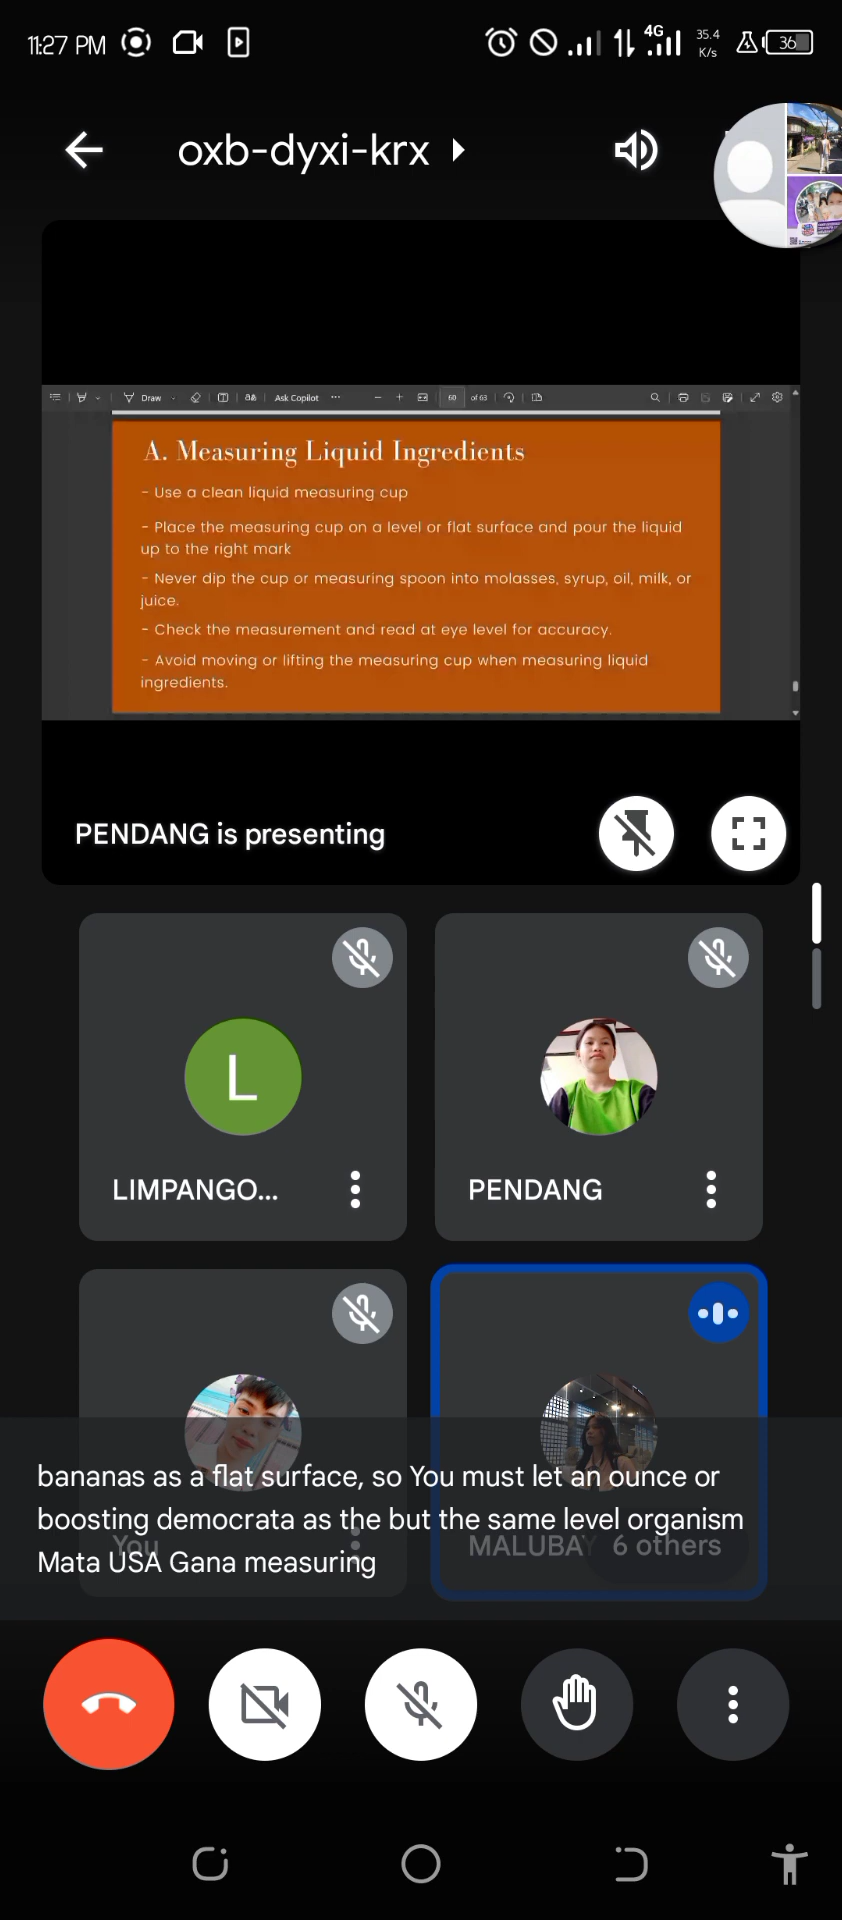 11:27 PM
4G
35.4
K/s
36
oxb-dyxi-krx
Draw
Ask Copilot
60
of 63
A. Measuring Liquid Ingredients
- Use a clean liquid measuring cup
- Place the measuring cup on a level or flat surface and pour the liquid
up to the right mark
- Never dip the cup or measuring spoon into molasses, syrup, oil, milk, or
juice.
- Check the measurement and read at eye level for accuracy.
- Avoid moving or lifting the measuring cup when measuring liquid
ingredients.
PENDANG is presenting
L
LIMPANGO...
PENDANG
bananas as a flat surface, so You must let an ounce or
boosting democrata as the but the same level organism
Mata USA Gana measuring
You
MALUBAY
6 others